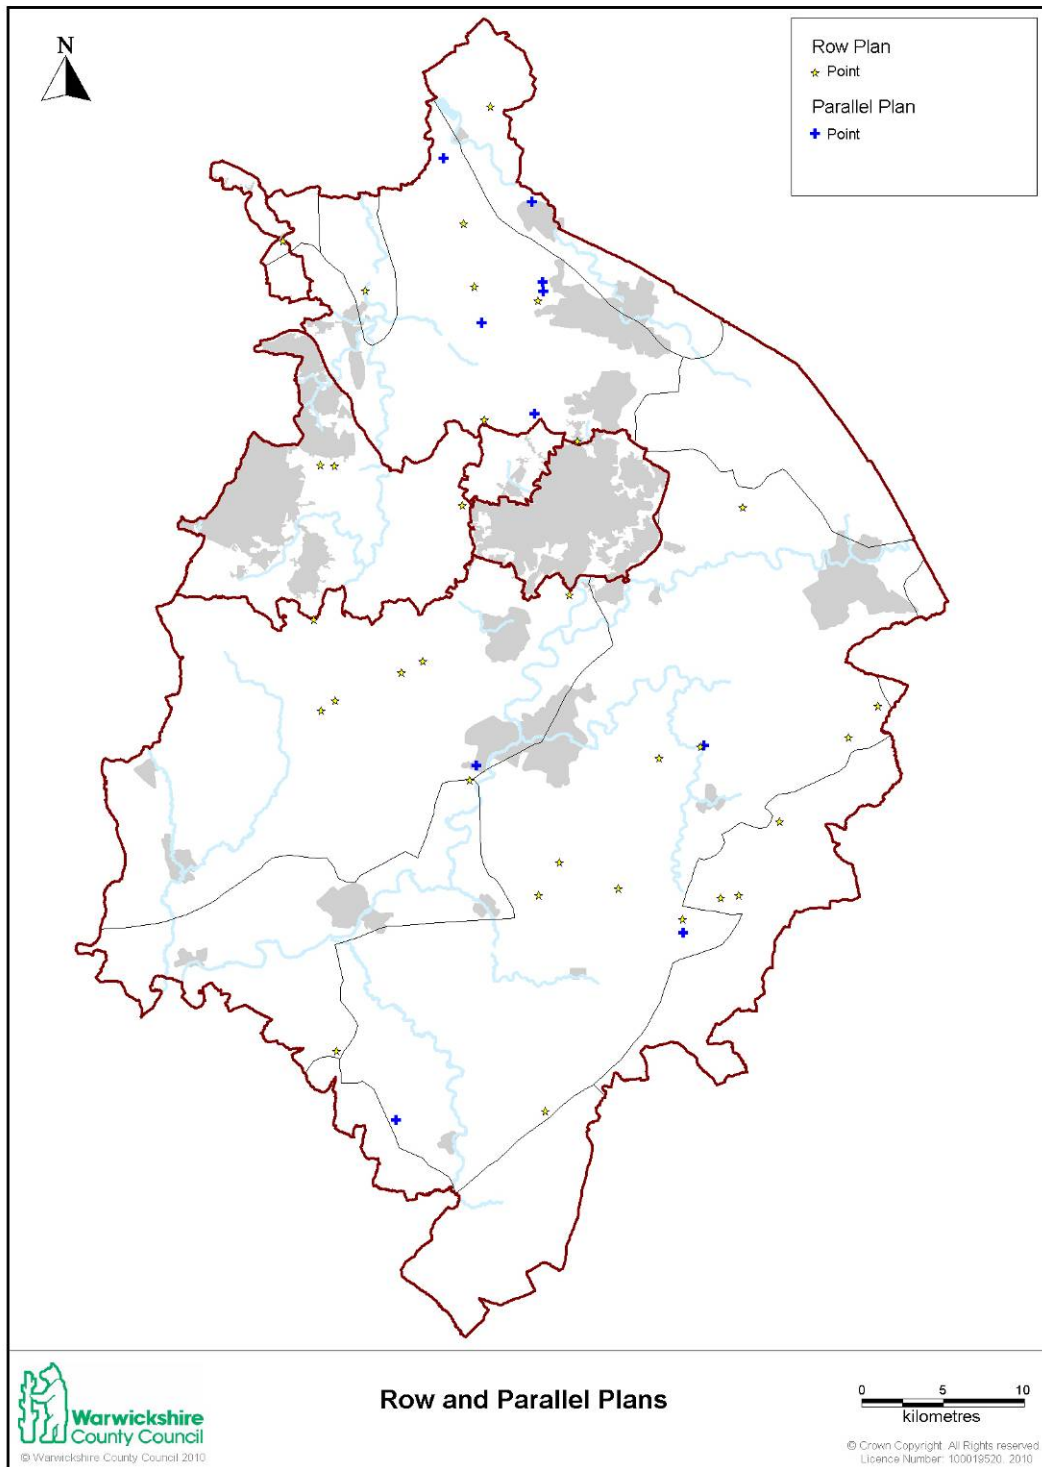 N
Row Plan
Point
Parallel Plan
Point
Warwickshire
County Council
© Warwickshire County Council 2010
Row and Parallel Plans
0 5 10
kilometres
© Crown Copyright. All Rights reserved
Licence Number: 100019520. 2010